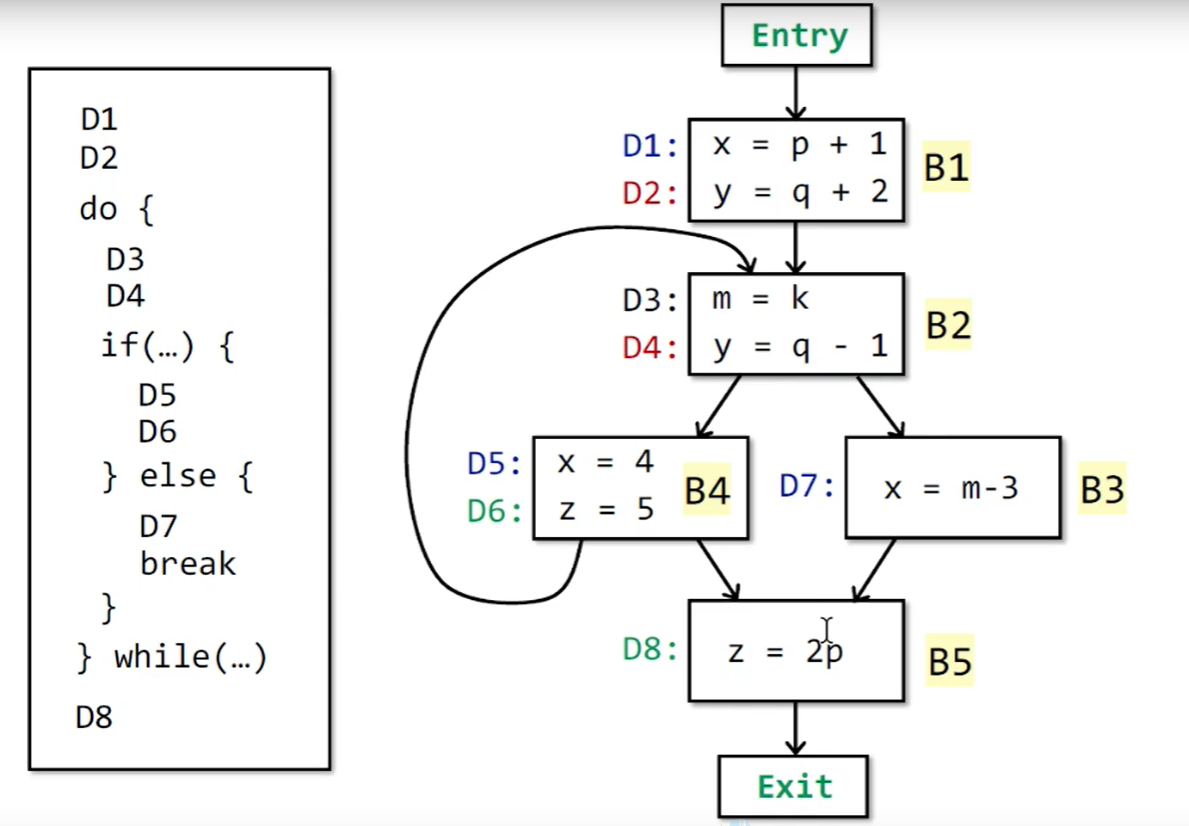 D1
D2
do {
D3
D4
if(…) {
D5
D6
} else {
D7
break
}
} while(…)
D8
Entry
D1: x = p + 1
D2: y = q + 2
B1
D3: m = k
D4: y = q - 1
B2
D5: x = 4
D6: z = 5
B4
D7: x = m-3
B3
D8: z = 2p
B5
Exit